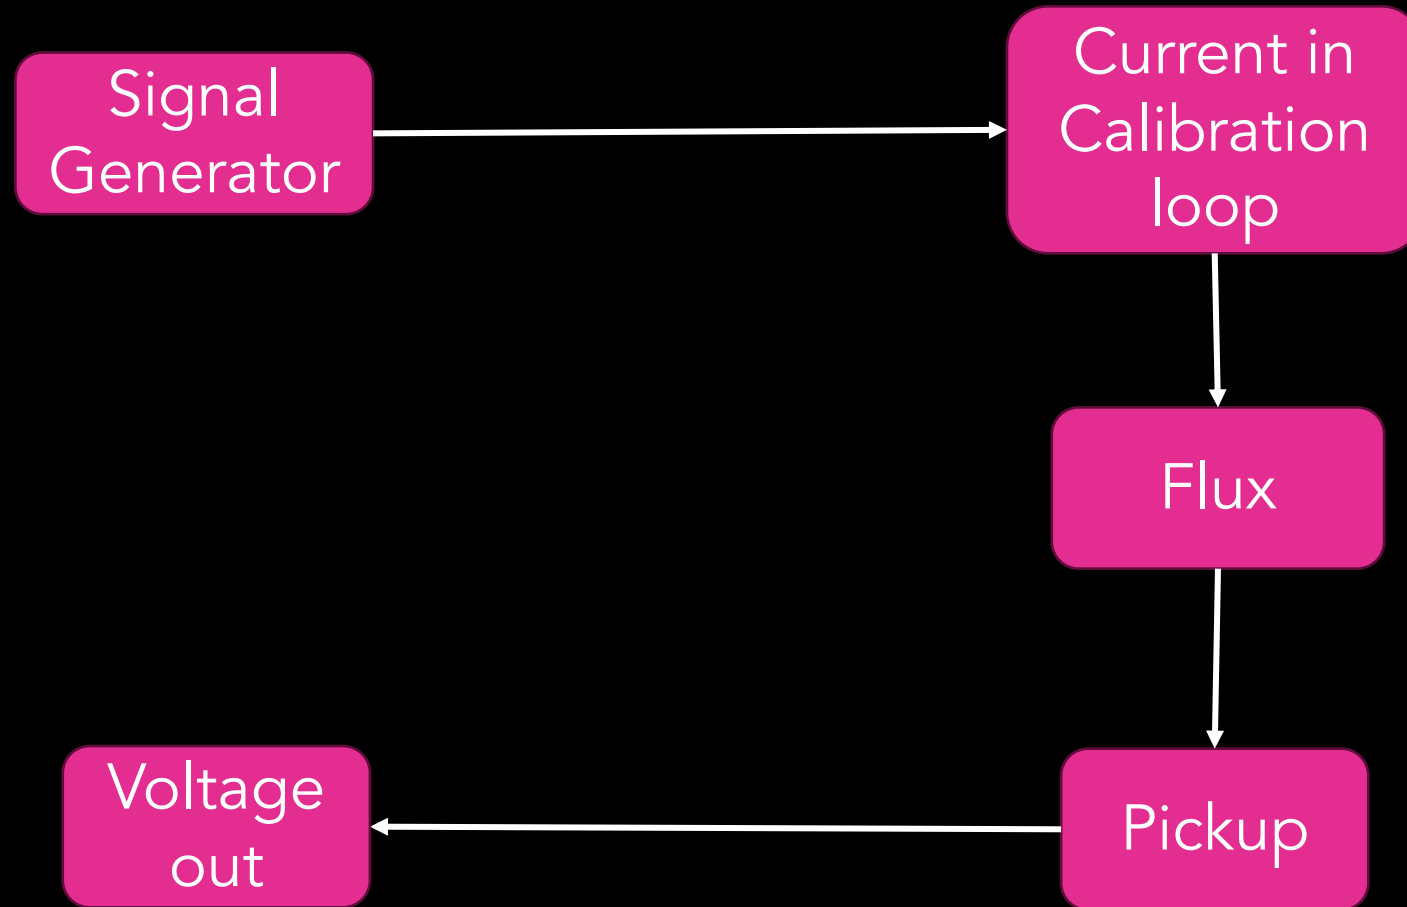 Signal
Generator
Current in
Calibration
loop
Flux
Pickup
Voltage
out